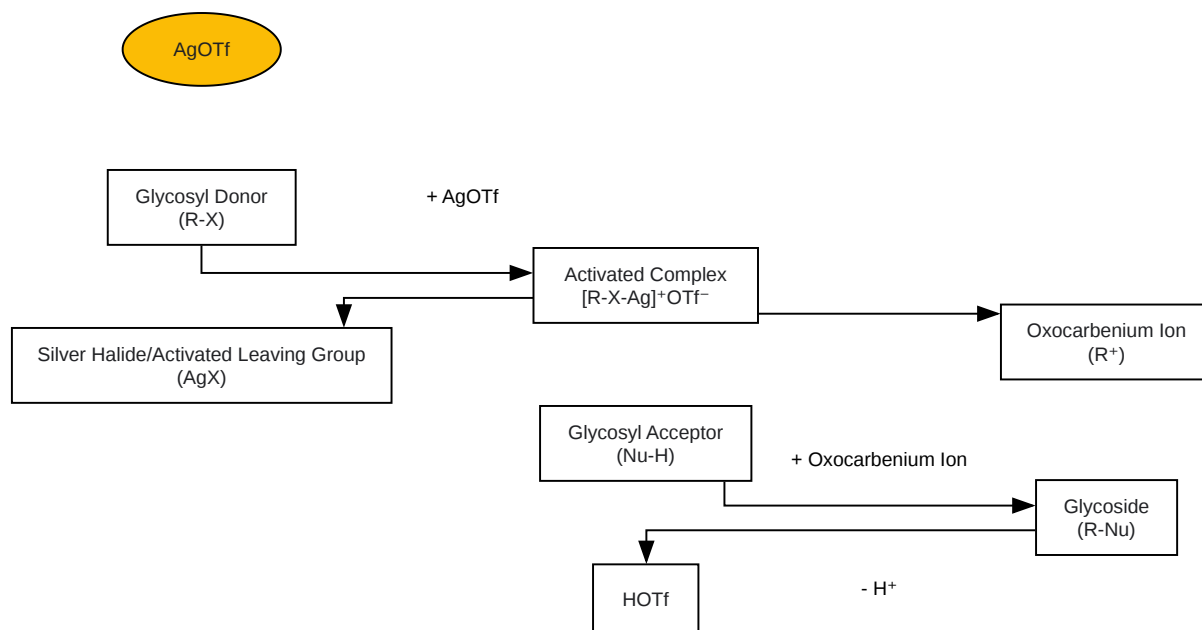 AgOTf
Glycosyl Donor
(R-X)
+ AgOTf
Activated Complex
[R-X-Ag]⁺OTf⁻
Silver Halide/Activated Leaving Group
(AgX)
Oxocarbenium Ion
(R⁺)
Glycosyl Acceptor
(Nu-H)
+ Oxocarbenium Ion
Glycoside
(R-Nu)
HOTf
- H⁺